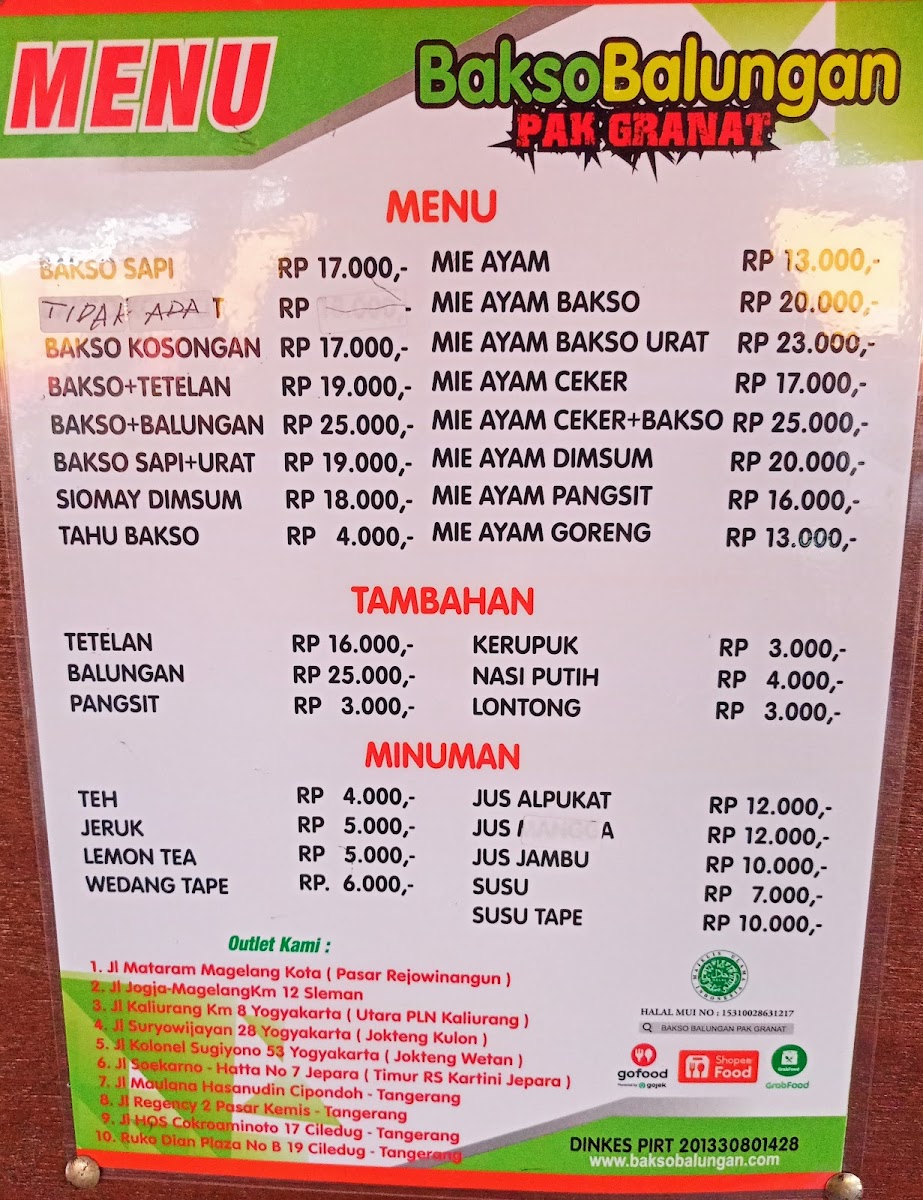 MENU
BaksoBalungan
PAK GRANAT
MENU
BAKSO SAPI RP 17.000,-
TIDAK ADA T RP -
BAKSO KOSONGAN RP 17.000,-
BAKSO+TETELAN RP 19.000,-
BAKSO+BALUNGAN RP 25.000,-
BAKSO SAPI+URAT RP 19.000,-
SIOMAY DIMSUM RP 18.000,-
TAHU BAKSO RP 4.000,-
MIE AYAM RP 13.000,-
MIE AYAM BAKSO RP 20.000,-
MIE AYAM BAKSO URAT RP 23.000,-
MIE AYAM CEKER RP 17.000,-
MIE AYAM CEKER+BAKSO RP 25.000,-
MIE AYAM DIMSUM RP 20.000,-
MIE AYAM PANGSIT RP 16.000,-
MIE AYAM GORENG RP 13.000,-
TAMBAHAN
TETELAN RP 16.000,-
BALUNGAN RP 25.000,-
PANGSIT RP 3.000,-
KERUPUK RP 3.000,-
NASI PUTIH RP 4.000,-
LONTONG RP 3.000,-
MINUMAN
TEH RP 4.000,-
JERUK RP 5.000,-
LEMON TEA RP 5.000,-
WEDANG TAPE RP. 6.000,-
JUS ALPUKAT RP 12.000,-
JUS A RP 12.000,-
JUS JAMBU RP 10.000,-
SUSU RP 7.000,-
SUSU TAPE RP 10.000,-
Outlet Kami :
1. Jl Mataram Magelang Kota ( Pasar Rejowinangun )
2. Jl Jogja-MagelangKm 12 Sleman
3. Jl Kaliurang Km 8 Yogyakarta ( Utara PLN Kaliurang )
4. Jl Suryowijayan 28 Yogyakarta ( Jokteng Kulon )
5. Jl Kolonel Sugiyono 53 Yogyakarta ( Jokteng Wetan )
6. Jl Soekarno - Hatta No 7 Jepara ( Timur RS Kartini Jepara )
7. Jl Maulana Hasanudin Cipondoh - Tangerang
8. Jl Regency 2 Pasar Kemis - Tangerang
9. Jl HOS Cokroaminoto 17 Ciledug - Tangerang
10. Ruko Dian Plaza No B 19 Ciledug - Tangerang
MAJELIS ULAMA INDONESIA
HALAL MUI NO : 15310028631217
BAKSO BALUNGAN PAK GRANAT
gofood
Powered by gojek
Shopee Food
GrabFood
GrabFood
DINKES PIRT 201330801428
www.baksobalungan.com